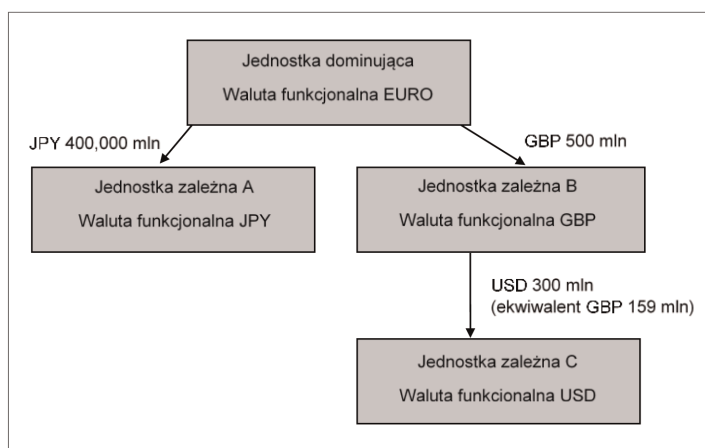 Jednostka dominująca
Waluta funkcjonalna EURO
JPY 400,000 mln
GBP 500 mln
Jednostka zależna A
Waluta funkcjonalna JPY
Jednostka zależna B
Waluta funkcjonalna GBP
USD 300 mln
(ekwiwalent GBP 159 mln)
Jednostka zależna C
Waluta funkcionalna USD